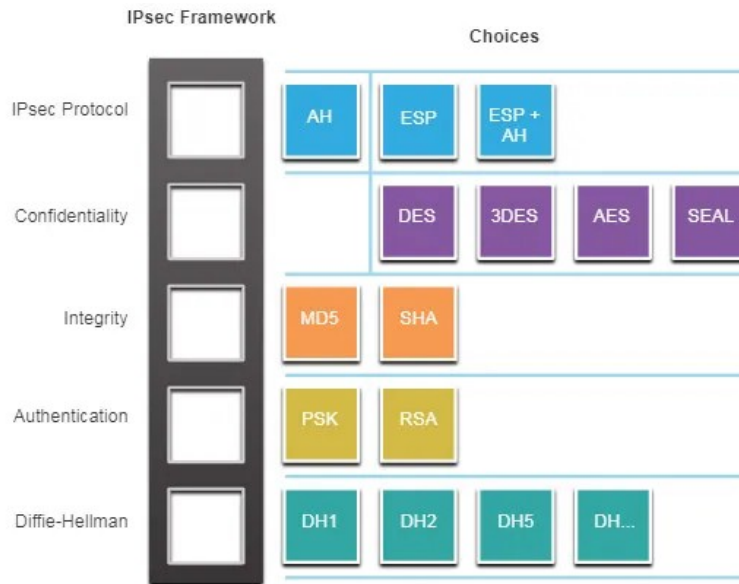 IPsec Framework
Choices
IPsec Protocol
AH
ESP
ESP +
AH
Confidentiality
DES
3DES
AES
SEAL
Integrity
MD5
SHA
Authentication
PSK
RSA
Diffie-Hellman
DH1
DH2
DH5
DH...